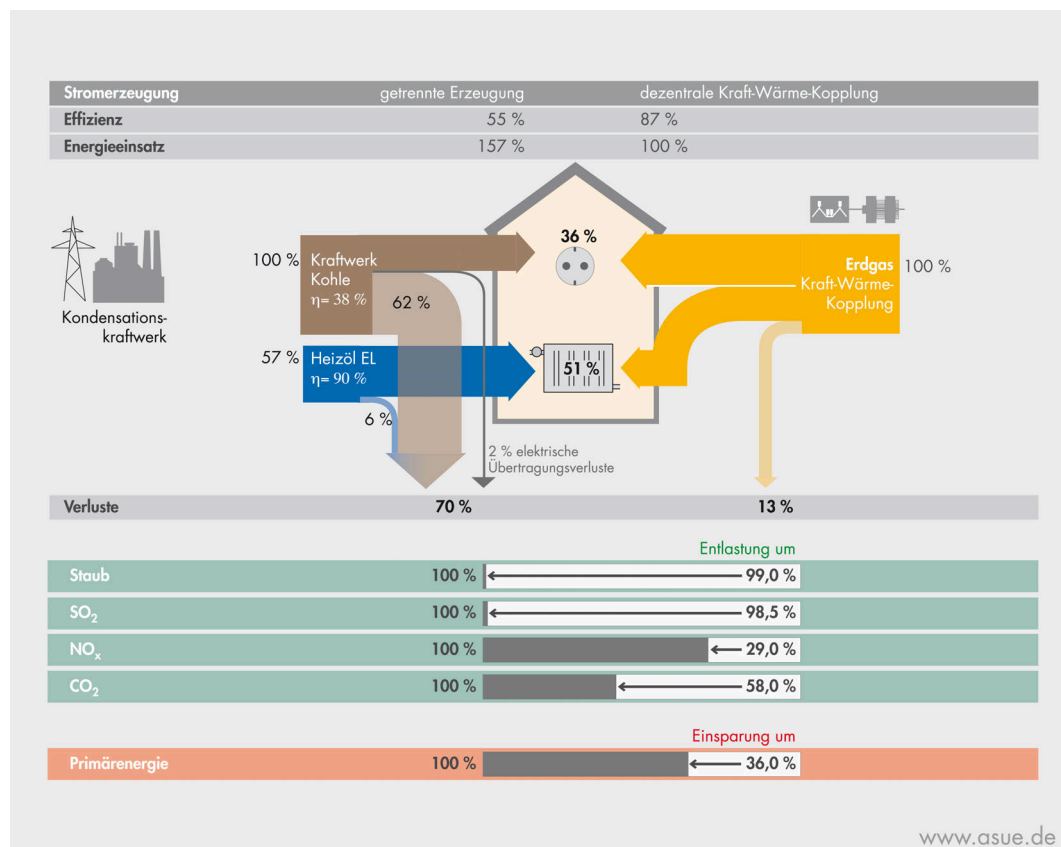 Stromerzeugung getrennte Erzeugung dezentrale Kraft-Wärme-Kopplung
Effizienz 55 % 87 %
Energieeinsatz 157 % 100 %
36 %
100 % Kraftwerk
Kohle
η= 38 %
62 %
Erdgas 100 %
Kraft-Wärme-
Kopplung
Kondensations-
kraftwerk
57 % Heizöl EL
η= 90 %
51 %
6 %
2 % elektrische
Übertragungsverluste
Verluste 70 % 13 %
Entlastung um
Staub 100 % 99,0 %
SO₂ 100 % 98,5 %
NOₓ 100 % 29,0 %
CO₂ 100 % 58,0 %
Einsparung um
Primärenergie 100 % 36,0 %
www.asue.de